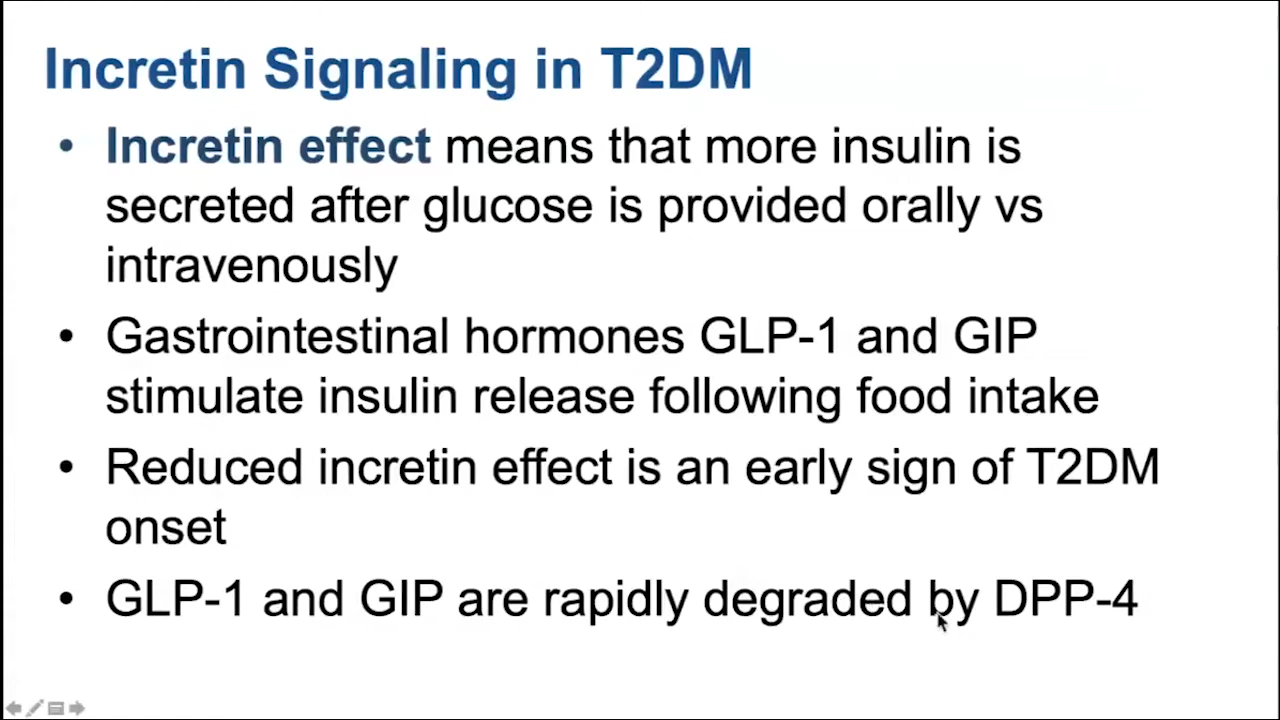 Incretin Signaling in T2DM
• Incretin effect means that more insulin is
secreted after glucose is provided orally vs
intravenously
• Gastrointestinal hormones GLP-1 and GIP
stimulate insulin release following food intake
• Reduced incretin effect is an early sign of T2DM
onset
• GLP-1 and GIP are rapidly degraded by DPP-4